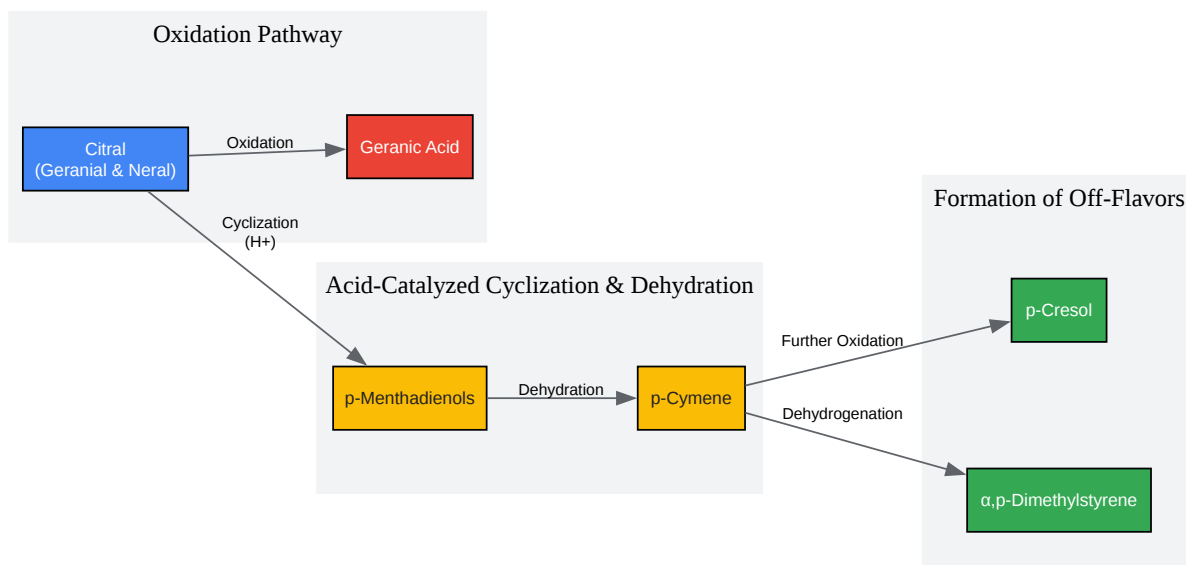 Oxidation Pathway
Citral
(Geranial & Neral)
Oxidation
Geranic Acid
Cyclization
(H+)
Acid-Catalyzed Cyclization & Dehydration
p-Menthadienols
Dehydration
p-Cymene
Further Oxidation
Dehydrogenation
Formation of Off-Flavors
p-Cresol
α,p-Dimethylstyrene